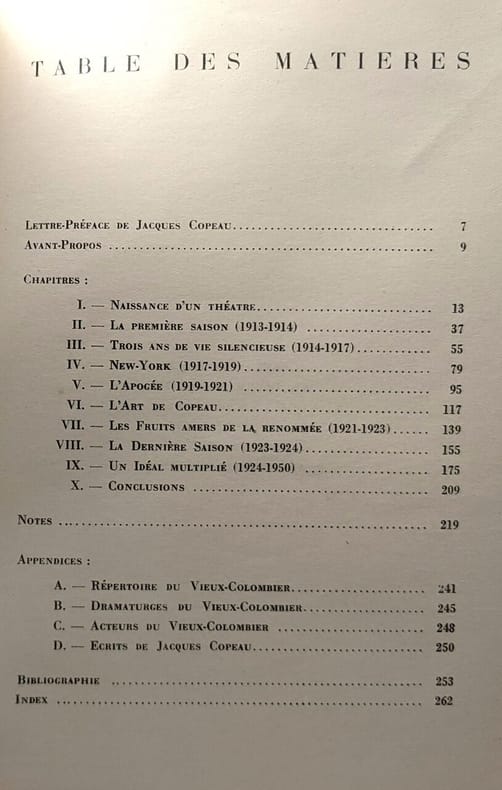 TABLE DES MATIERES
Lettre-Préface de Jacques Copeau................................ 7
Avant-Propos ................................................... 9
Chapitres :
I. — Naissance d'un théatre............................... 13
II. — La première saison (1913-1914) ...................... 37
III. — Trois ans de vie silencieuse (1914-1917)............ 55
IV. — New-York (1917-1919)................................ 79
V. — L'Apogée (1919-1921) ................................ 95
VI. — L'Art de Copeau..................................... 117
VII. — Les Fruits amers de la renommée (1921-1923)...... 139
VIII. — La Dernière Saison (1923-1924).................... 155
IX. — Un Idéal multiplié (1924-1950) ..................... 175
X. — Conclusions ......................................... 209
Notes .......................................................... 219
Appendices :
A. — Répertoire du Vieux-Colombier....................... 241
B. — Dramaturges du Vieux-Colombier...................... 245
C. — Acteurs du Vieux-Colombier ......................... 248
D. — Ecrits de Jacques Copeau............................ 250
Bibliographie .................................................. 253
Index .......................................................... 262